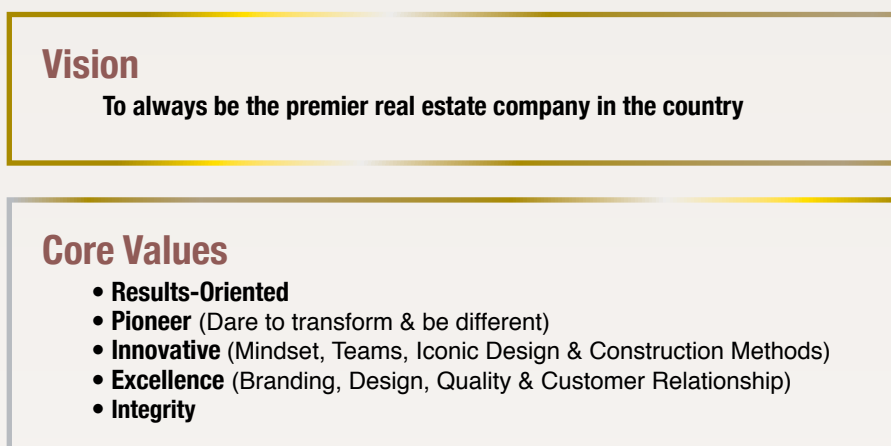 Vision
To always be the premier real estate company in the country
Core Values
• Results-Oriented
• Pioneer (Dare to transform & be different)
• Innovative (Mindset, Teams, Iconic Design & Construction Methods)
• Excellence (Branding, Design, Quality & Customer Relationship)
• Integrity